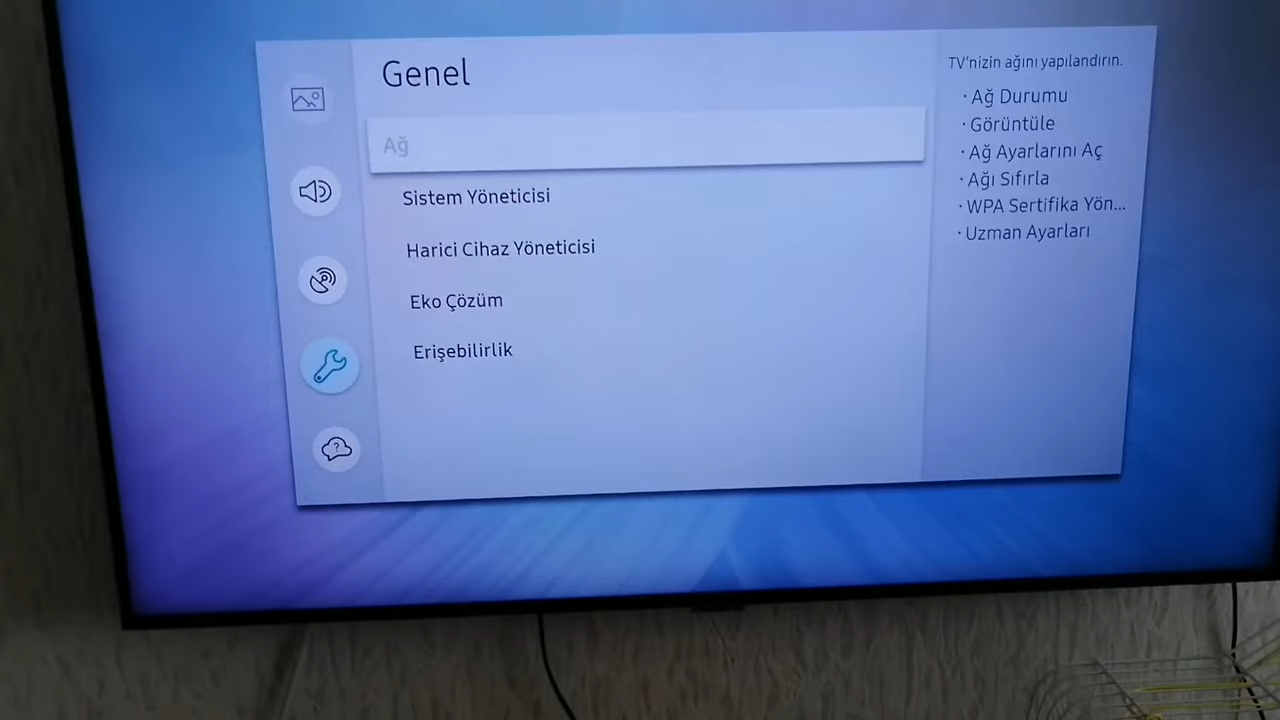 Genel
Ağ
Sistem Yöneticisi
Harici Cihaz Yöneticisi
Eko Çözüm
Erişebilirlik
TV'nizin ağını yapılandırın.
· Ağ Durumu
· Görüntüle
· Ağ Ayarlarını Aç
· Ağı Sıfırla
· WPA Sertifika Yön...
· Uzman Ayarları
?